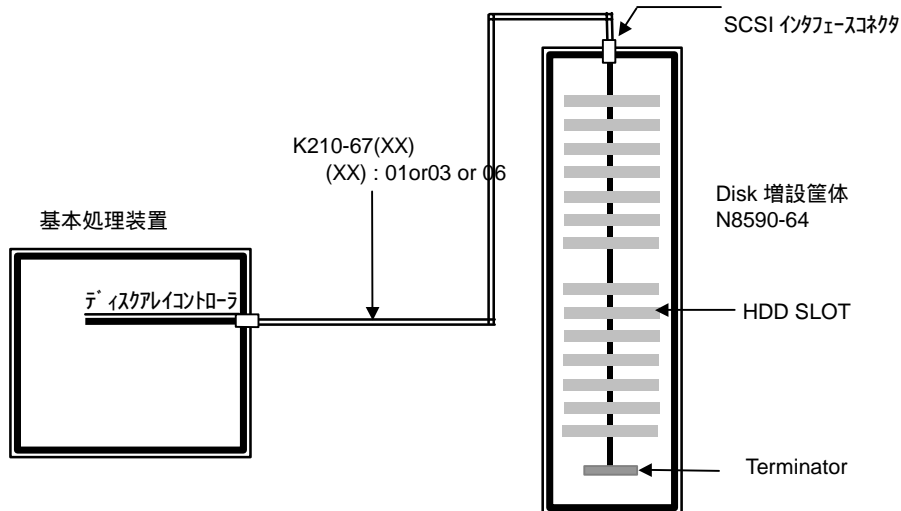 SCSI インタフェースコネクタ
K210-67(XX)
(XX) : 01or03 or 06
基本処理装置
Disk 増設筐体
N8590-64
ディスクアレイコントローラ
HDD SLOT
Terminator